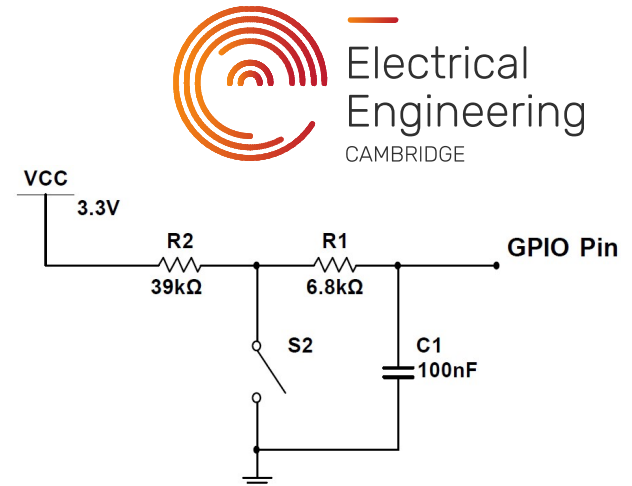 Electrical
Engineering
CAMBRIDGE
VCC
3.3V
R2
R1
GPIO Pin
39kΩ
6.8kΩ
S2
C1
100nF